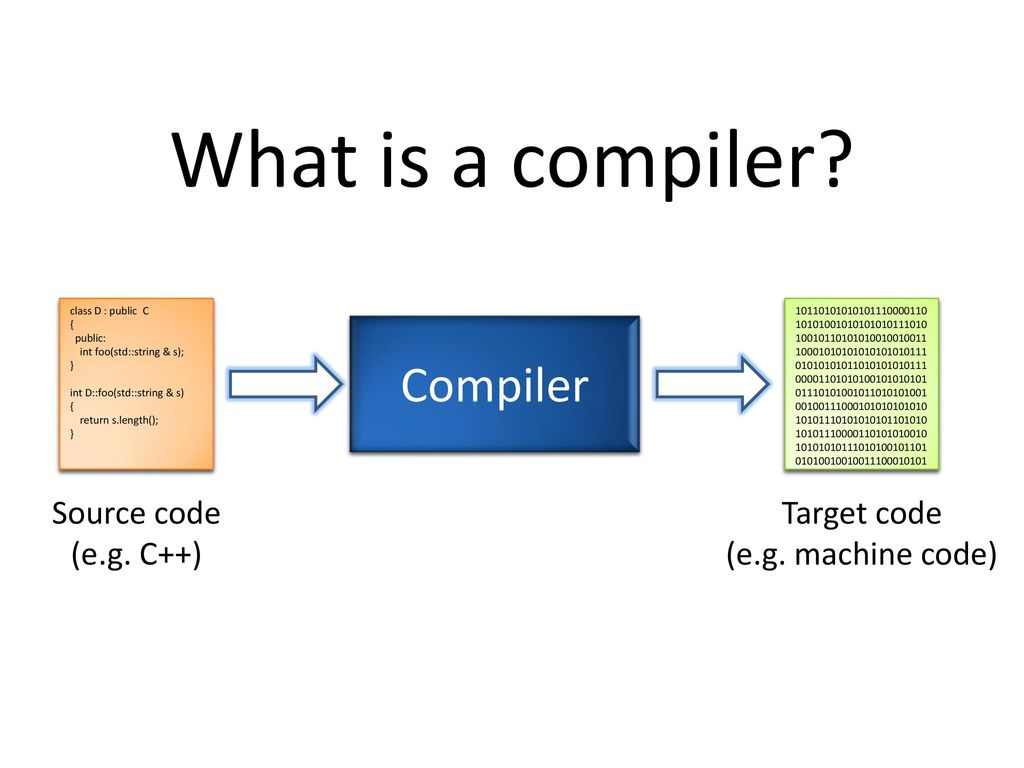 What is a compiler?
class D : public  C
{
  public:
    int foo(std::string & s);
}
int D::foo(std::string & s)
{
    return s.length();
}
Compiler
10110101010101110000110
10101001010101010111010
10010110101010010010011
10001010101010101010111
01010101011010101010111
00001101010100101010101
01110101001011010101001
00100111000101010101010
10101110101010101101010
10101110000110101010010
10101010111010100101101
01010010010011100010101
Source code
(e.g. C++)
Target code
(e.g. machine code)